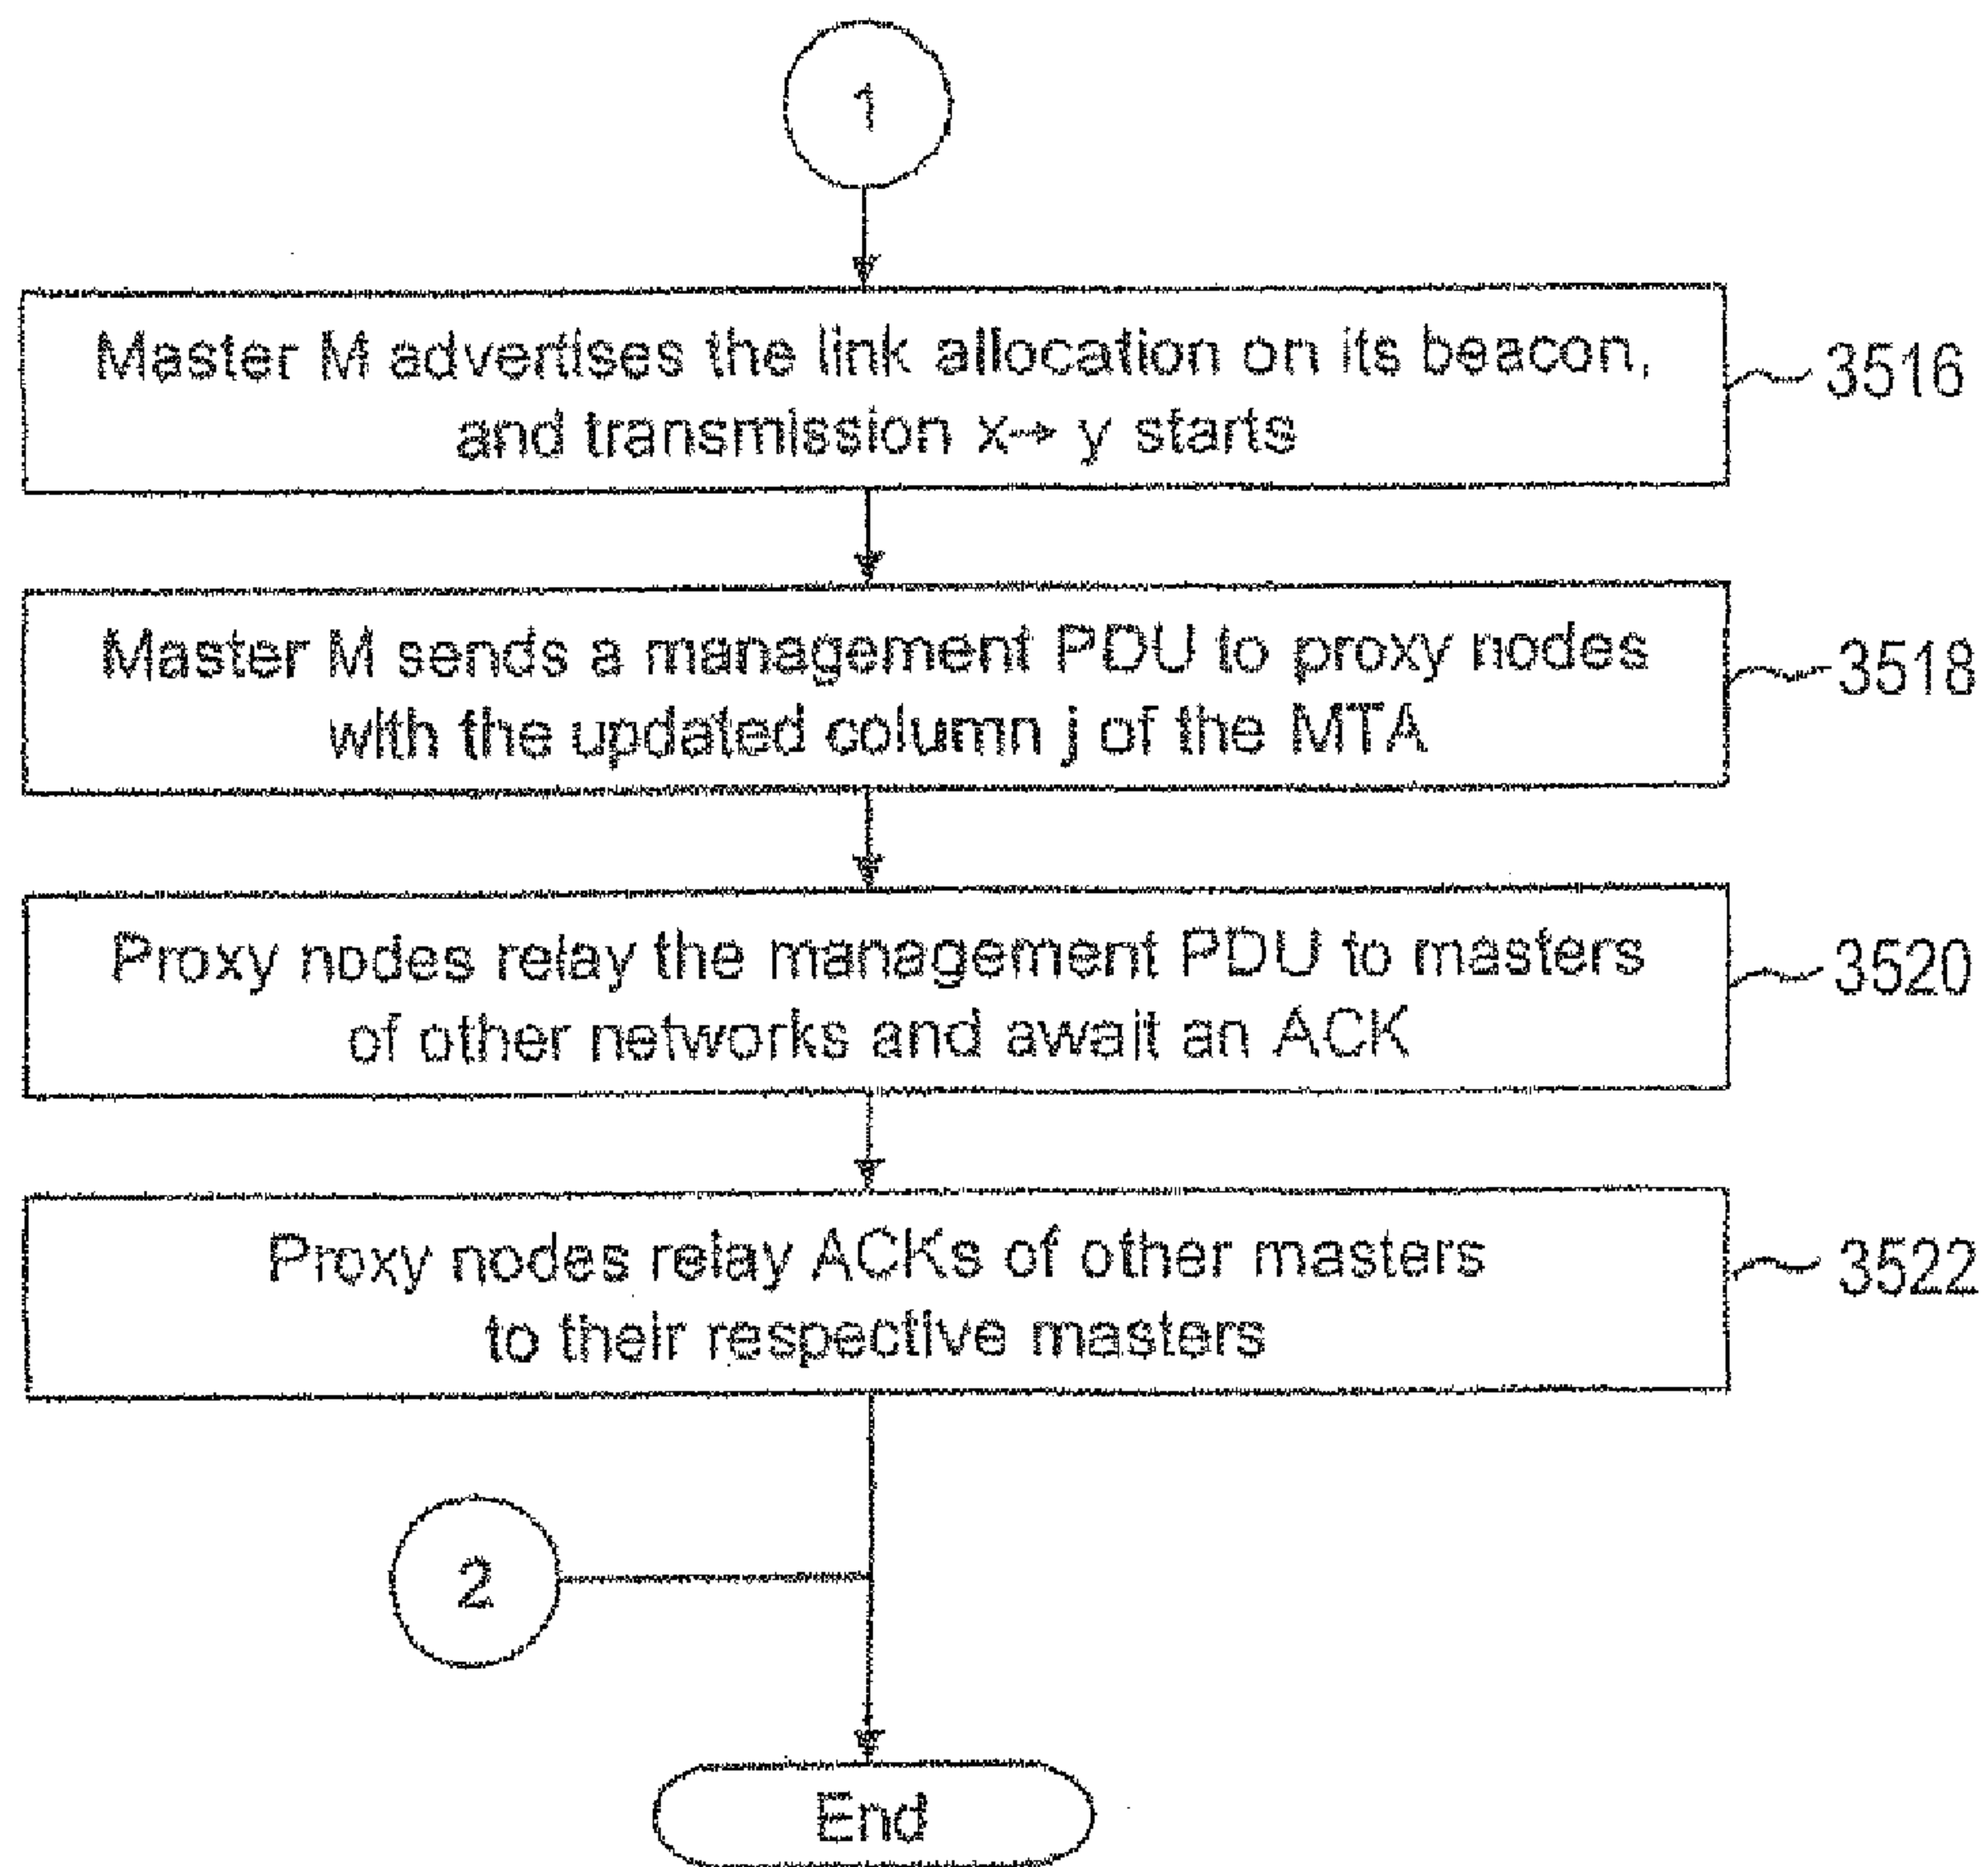 1
Master M advertises the link allocation on its beacon,
and transmission x→ y starts
3516
Master M sends a management PDU to proxy nodes
with the updated column j of the MTA
3518
Proxy nodes relay the management PDU to masters
of other networks and await an ACK
3520
Proxy nodes relay ACKs of other masters
to their respective masters
3522
2
End